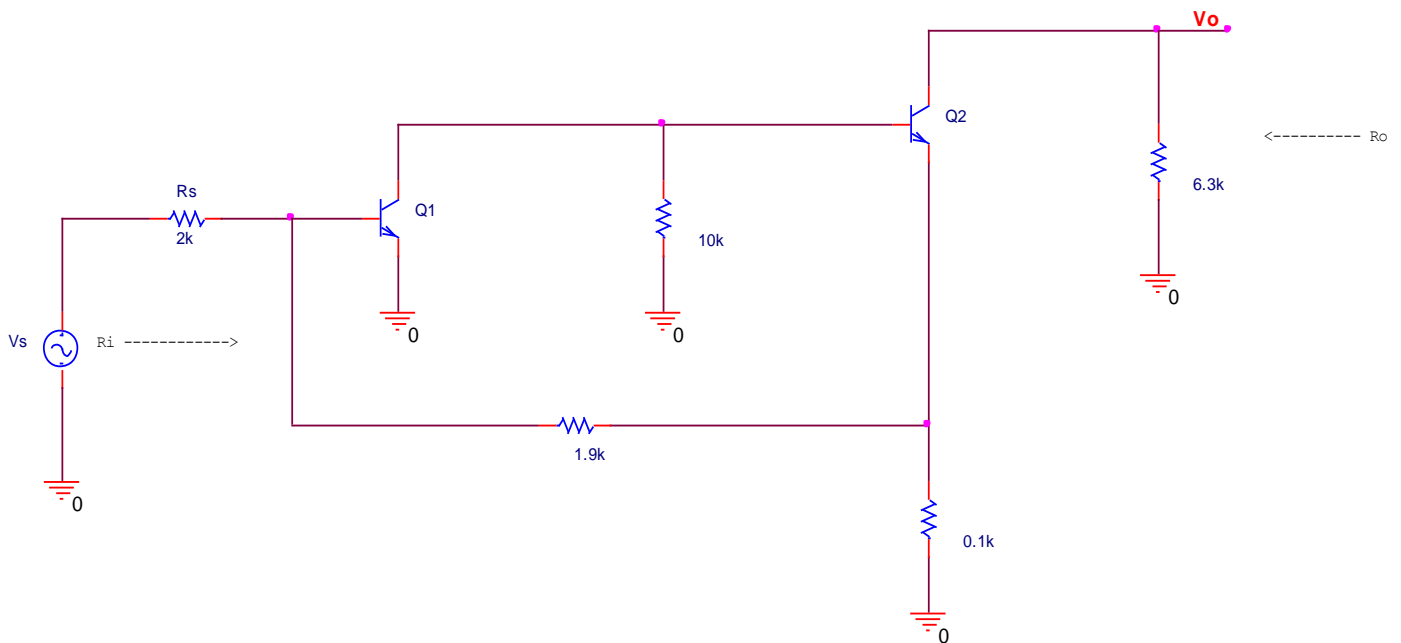 Vo
Q2
<---------- Ro
6.3k
Rs
2k
Q1
10k
0
Vs
Ri ------------>
0
0
1.9k
0
0.1k
0